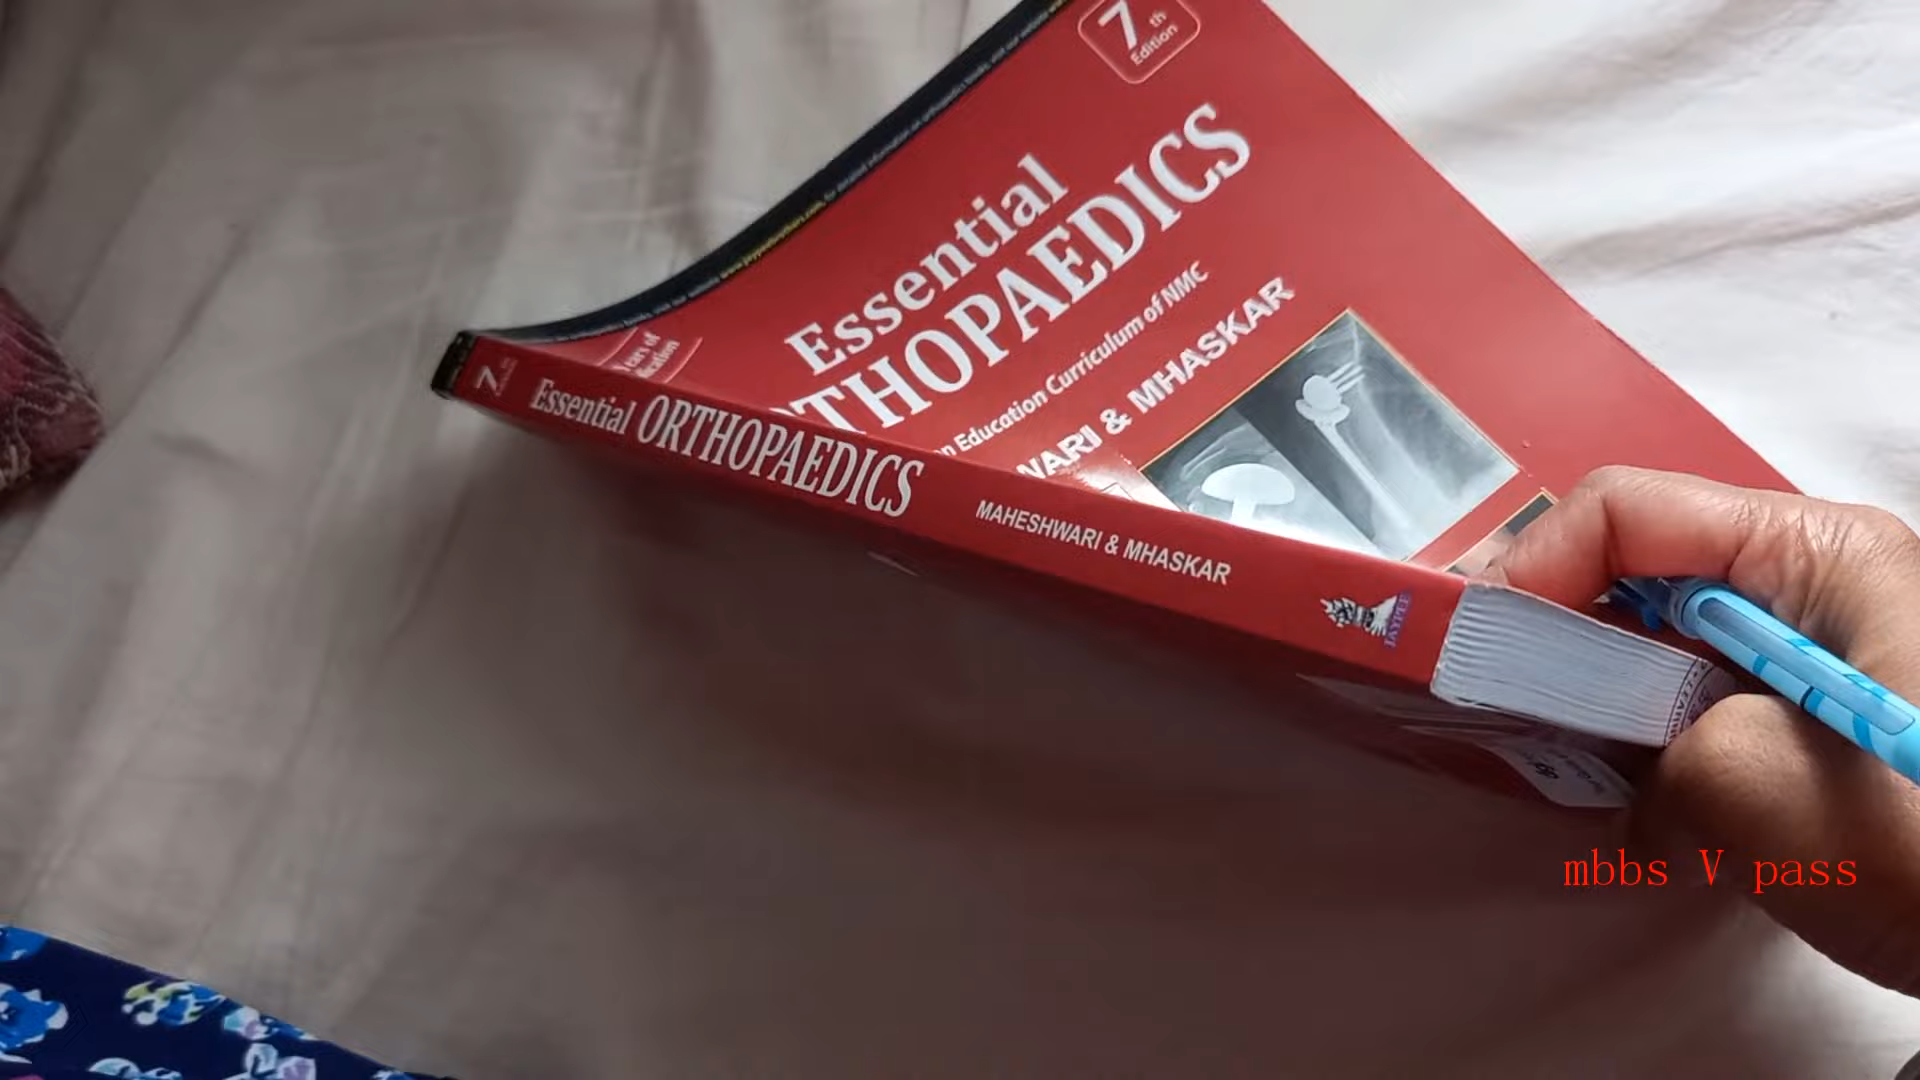 7th
Edition
Essential
THOPAEDICS
Education Curriculum of NMC
WARI & MHASKAR
7
Essential ORTHOPAEDICS
MAHESHWARI & MHASKAR
JAYPEE
mbbs V pass